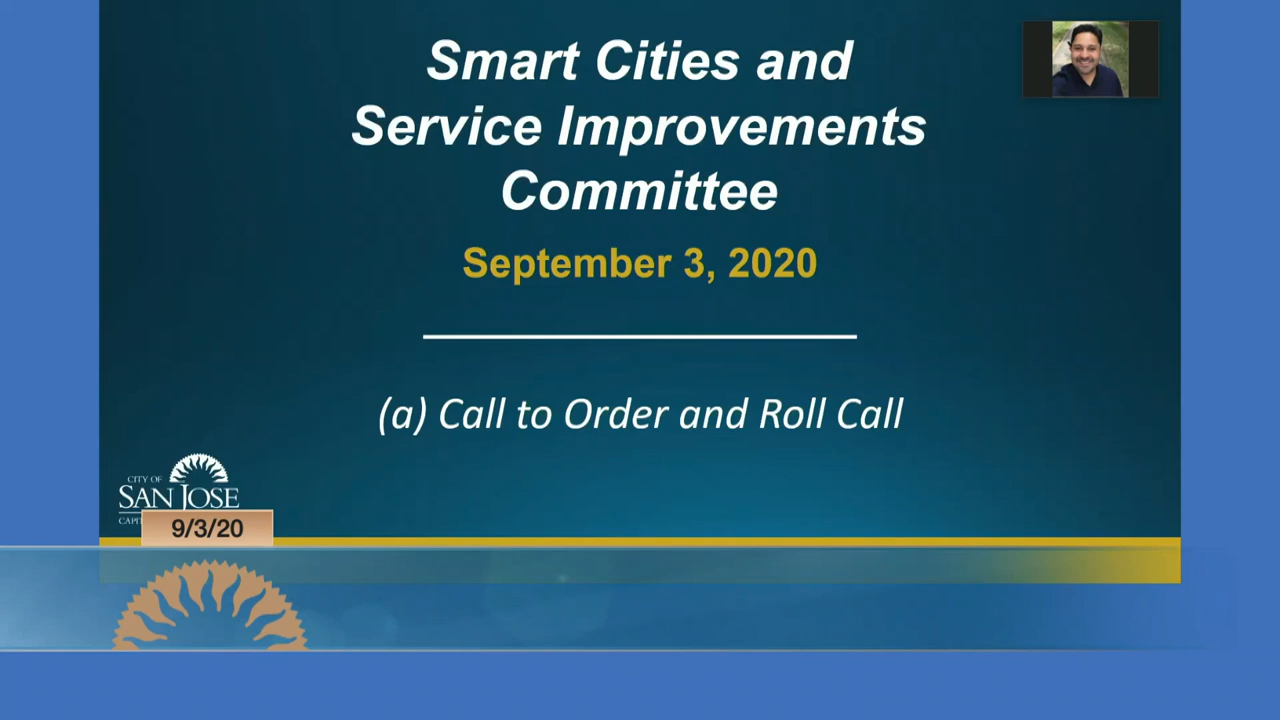 Smart Cities and
Service Improvements
Committee
September 3, 2020
(a) Call to Order and Roll Call
CITY OF
SAN JOSE
9/3/20